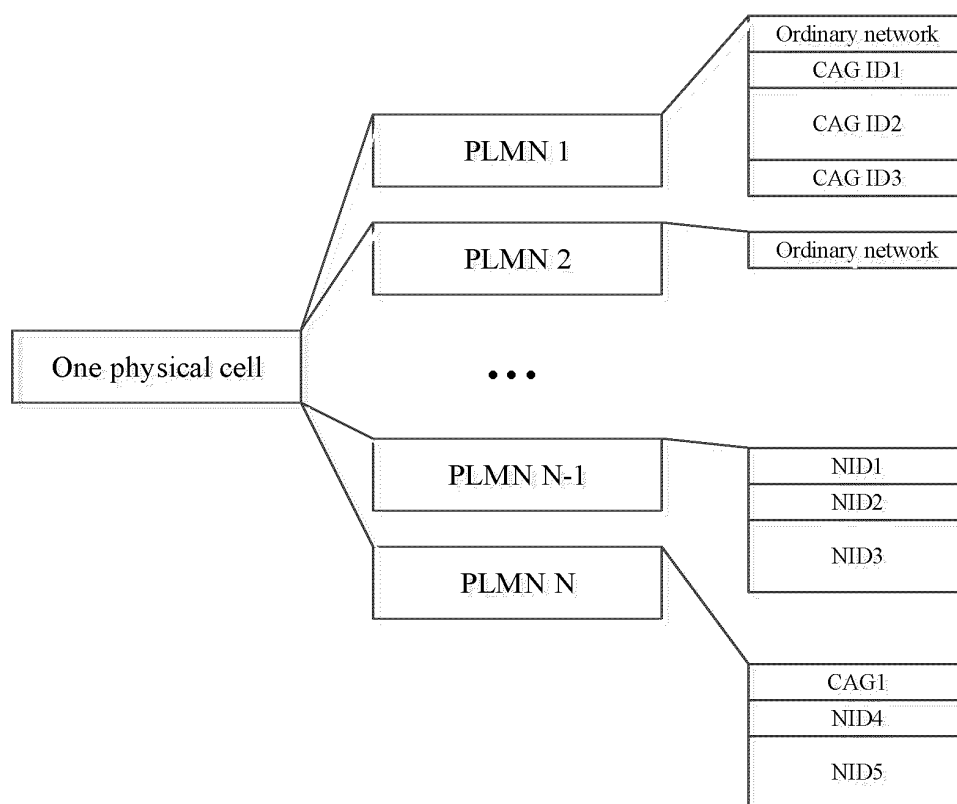 Ordinary network
CAG ID1
CAG ID2
CAG ID3
PLMN 1
PLMN 2
Ordinary network
One physical cell
...
PLMN N-1
NID1
NID2
NID3
PLMN N
CAG1
NID4
NID5